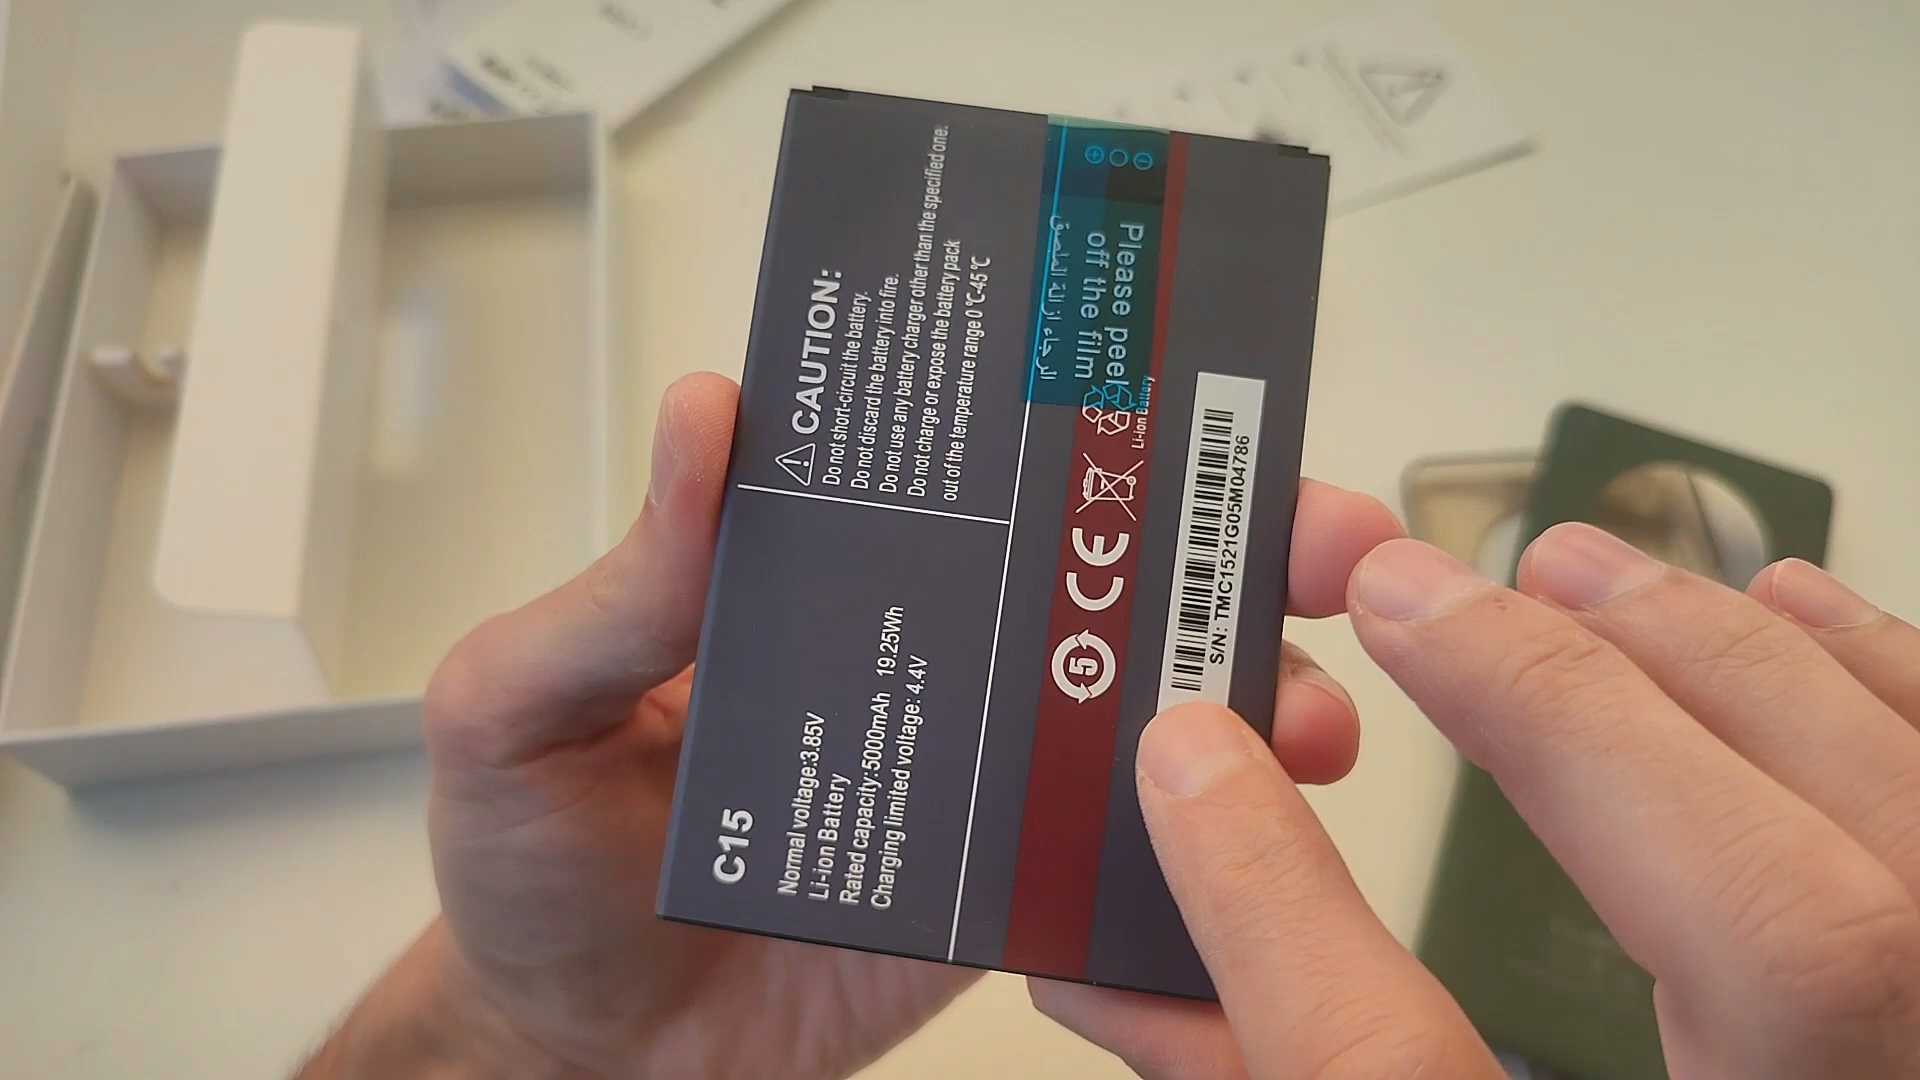 C15
Normal voltage:3.85V
Li-ion Battery
Rated capacity:5000mAh 19.25Wh
Charging limited voltage: 4.4V
CAUTION:
Do not short-circuit the battery.
Do not discard the battery into fire.
Do not use any battery charger other than the specified one.
Do not charge or expose the battery pack
out of the temperature range 0 ℃-45 ℃
5
CE
Li-ion Battery
Please peel
off the film
الرجاء إزالة الملصق
S/N: TMC1521G05M04786